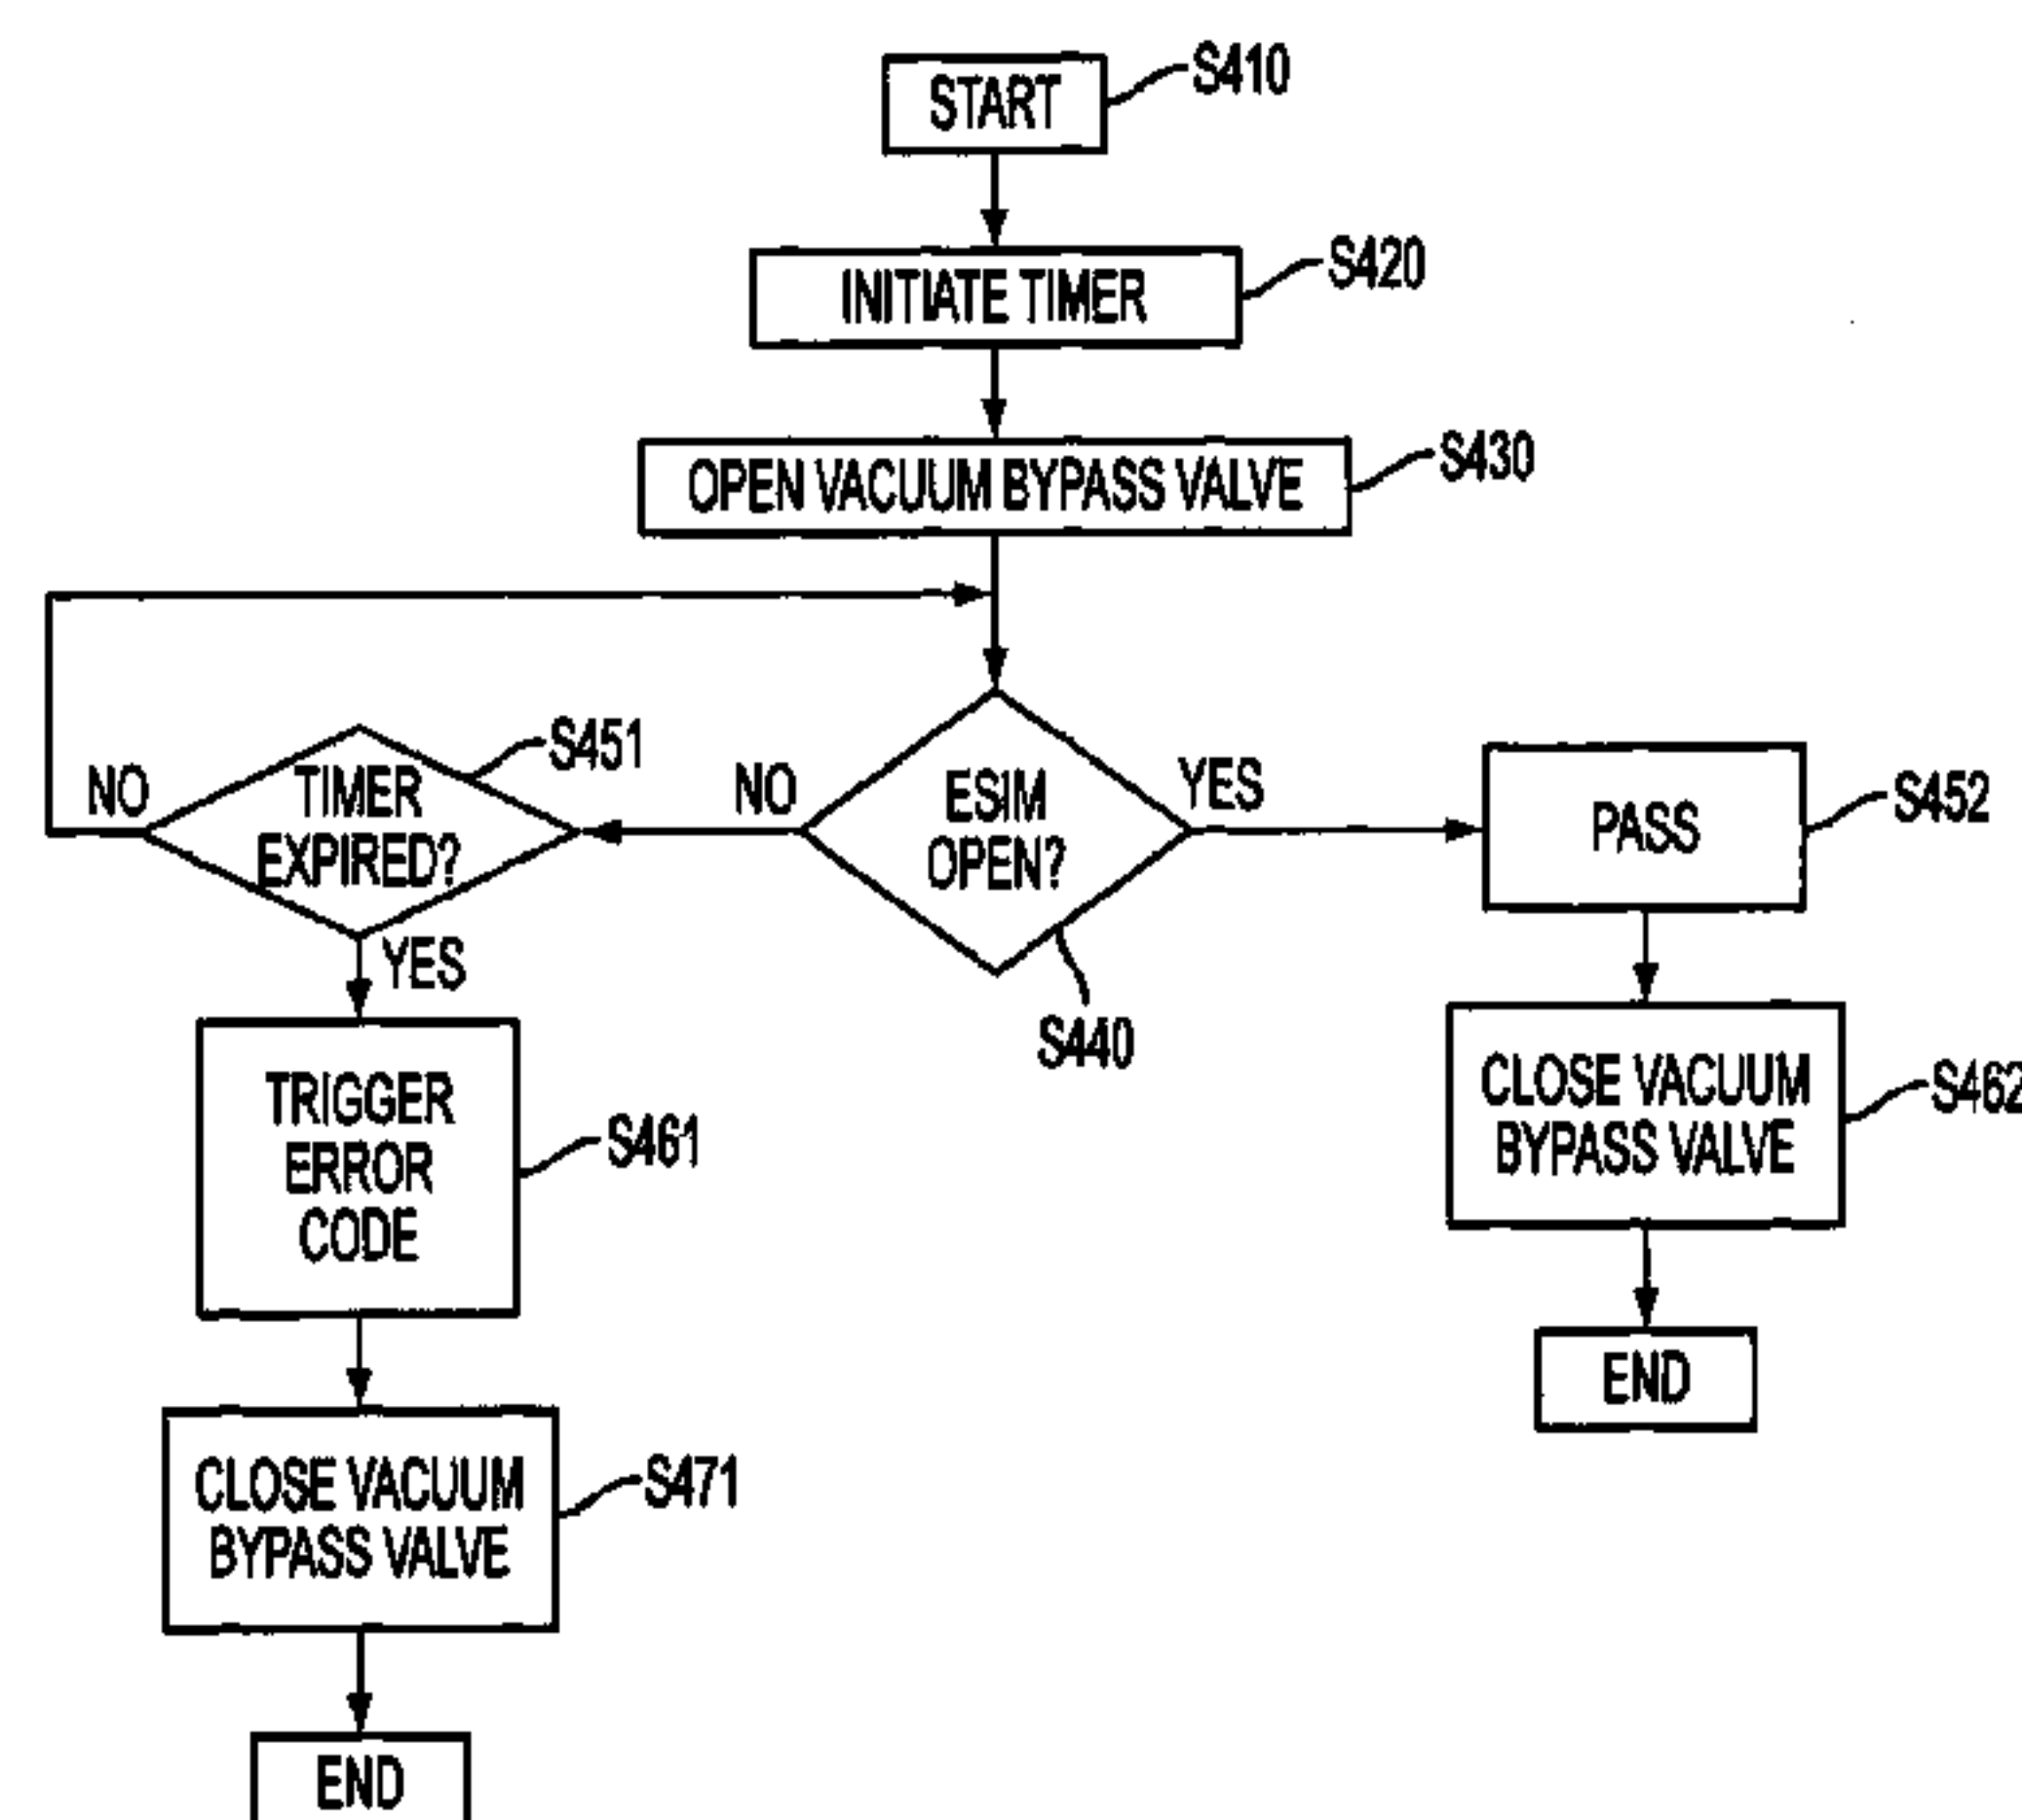 START
S410
INITIATE TIMER
S420
OPEN VACUUM BYPASS VALVE
S430
NO
TIMER
EXPIRED?
S451
YES
NO
ESIM
OPEN?
YES
S440
PASS
S452
TRIGGER
ERROR
CODE
S461
CLOSE VACUUM
BYPASS VALVE
S462
END
CLOSE VACUUM
BYPASS VALVE
S471
END